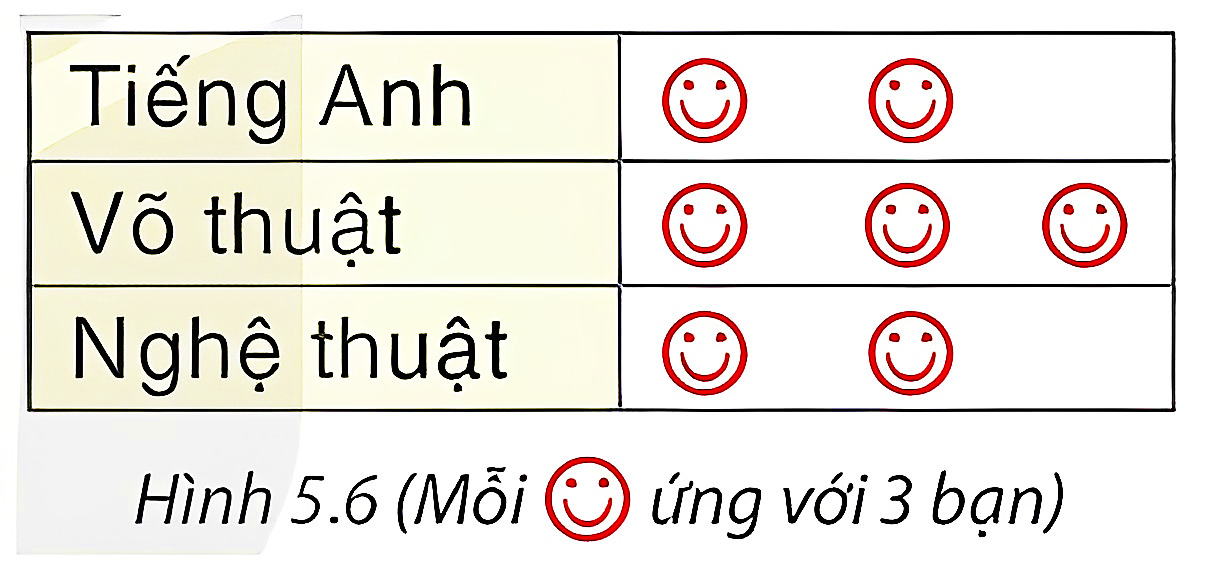 Tiếng Anh
Võ thuật
Nghệ thuật
Hình 5.6 (Mỗi ứng với 3 bạn)